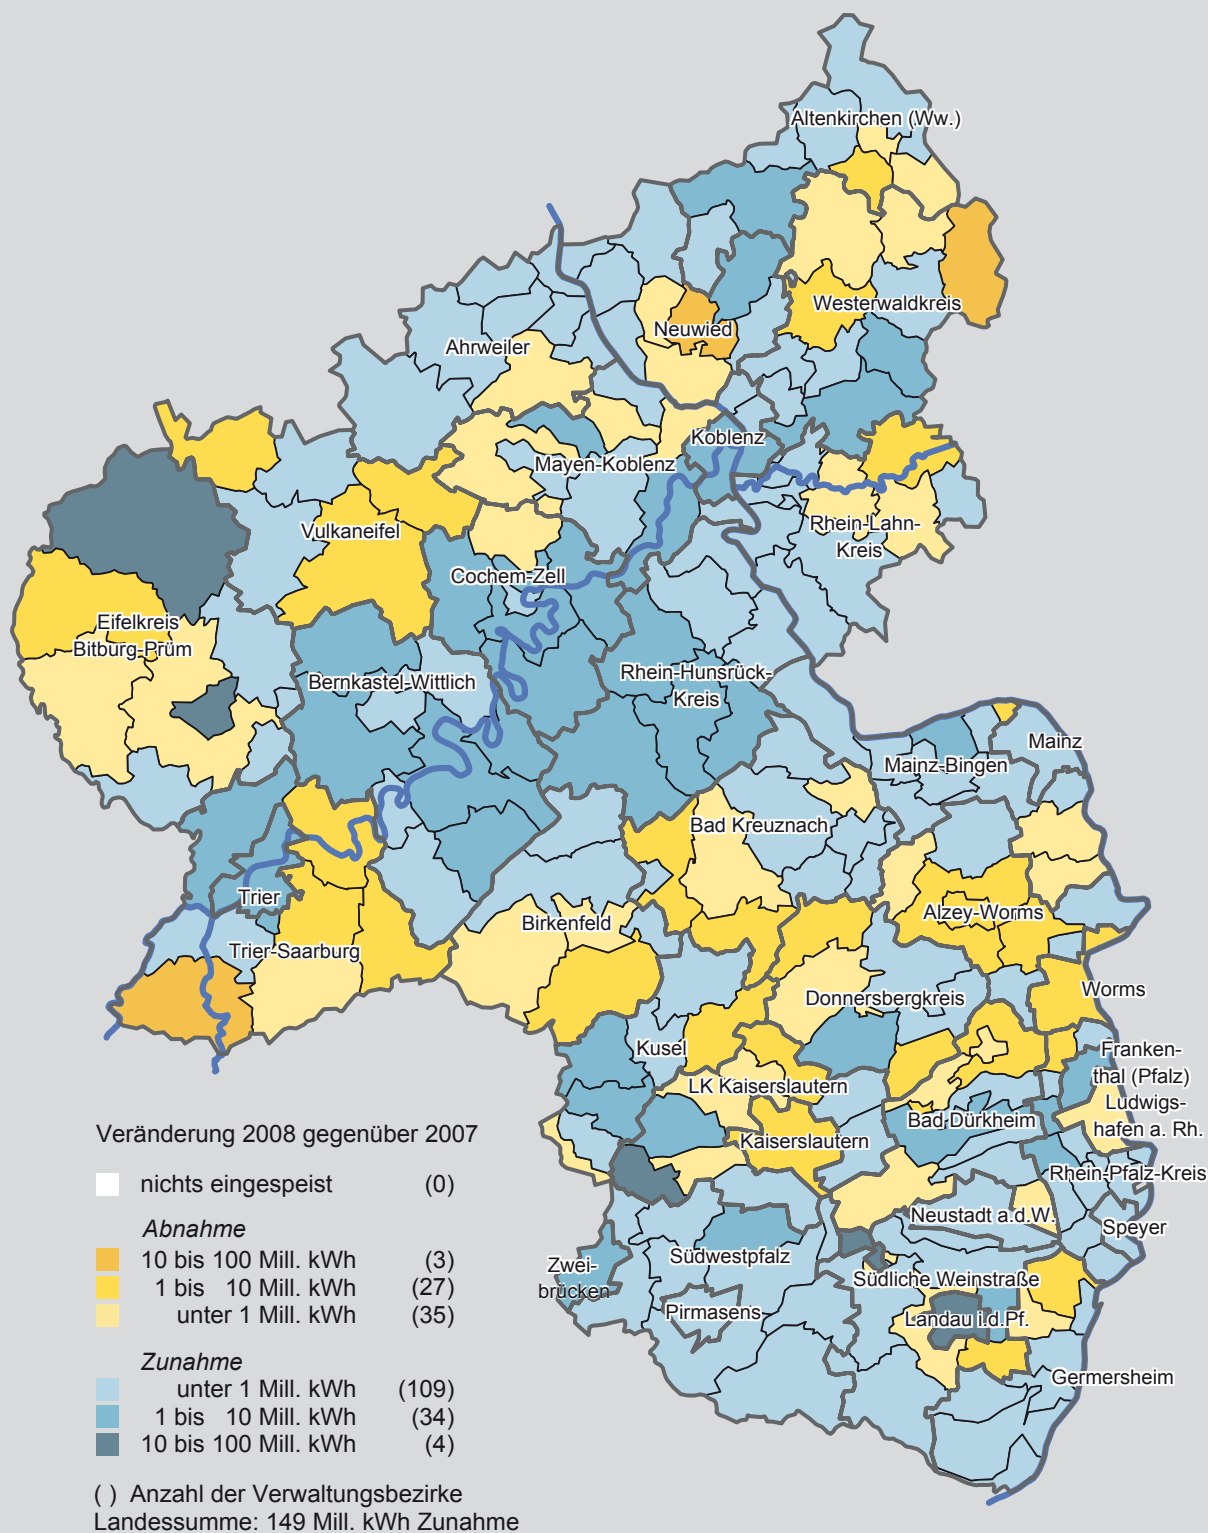 Altenkirchen (Ww.)
Westerwaldkreis
Neuwied
Ahrweiler
Koblenz
Mayen-Koblenz
Vulkaneifel
Rhein-Lahn-
Kreis
Cochem-Zell
Eifelkreis
Bitburg-Prüm
Bernkastel-Wittlich
Rhein-Hunsrück-
Kreis
Mainz
Mainz-Bingen
Bad Kreuznach
Trier
Birkenfeld
Alzey-Worms
Trier-Saarburg
Donnersbergkreis
Worms
Kusel
Franken-
thal (Pfalz)
LK Kaiserslautern
Ludwigs-
hafen a. Rh.
Bad Dürkheim
Kaiserslautern
Rhein-Pfalz-Kreis
Neustadt a.d.W.
Speyer
Südwestpfalz
Zwei-
brücken
Südliche Weinstraße
Pirmasens
Landau i.d.Pf.
Germersheim
Veränderung 2008 gegenüber 2007
nichts eingespeist (0)
Abnahme
10 bis 100 Mill. kWh (3)
1 bis 10 Mill. kWh (27)
unter 1 Mill. kWh (35)
Zunahme
unter 1 Mill. kWh (109)
1 bis 10 Mill. kWh (34)
10 bis 100 Mill. kWh (4)
( ) Anzahl der Verwaltungsbezirke
Landessumme: 149 Mill. kWh Zunahme